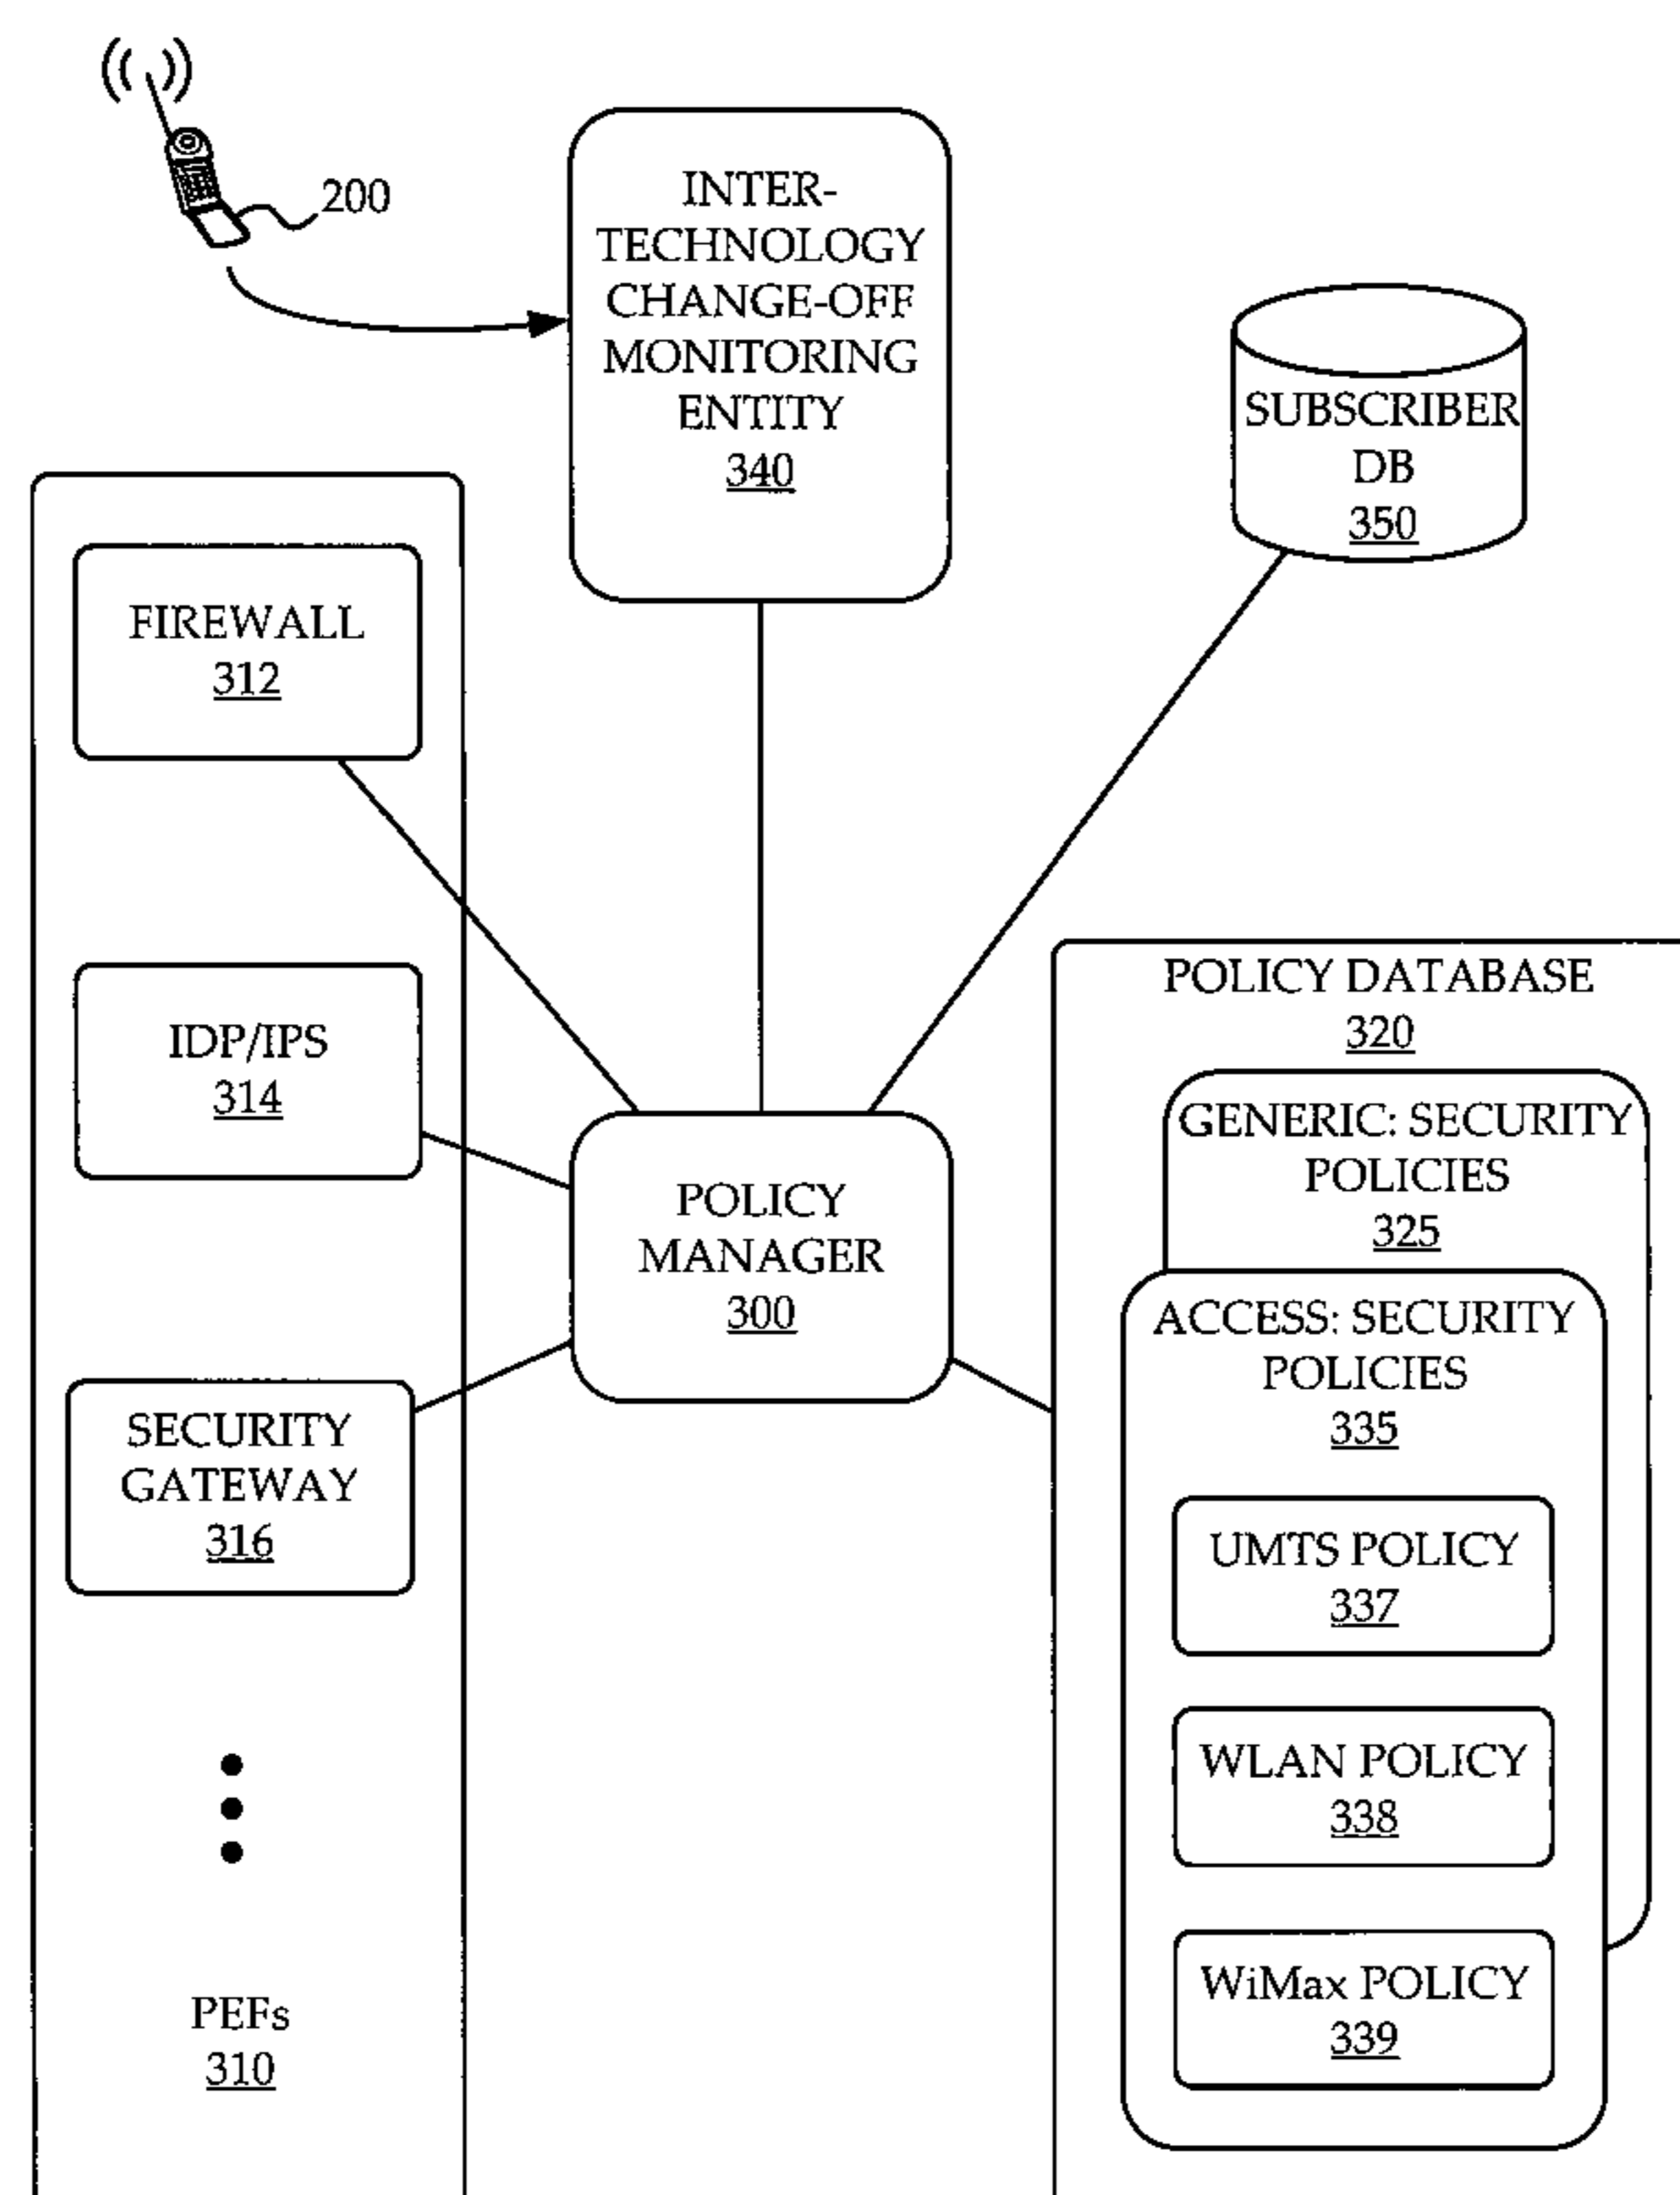 200
INTER-
TECHNOLOGY
CHANGE-OFF
MONITORING
ENTITY
340
SUBSCRIBER
DB
350
FIREWALL
312
IDP/IPS
314
SECURITY
GATEWAY
316
PEFs
310
POLICY
MANAGER
300
POLICY DATABASE
320
GENERIC: SECURITY
POLICIES
325
ACCESS: SECURITY
POLICIES
335
UMTS POLICY
337
WLAN POLICY
338
WiMax POLICY
339